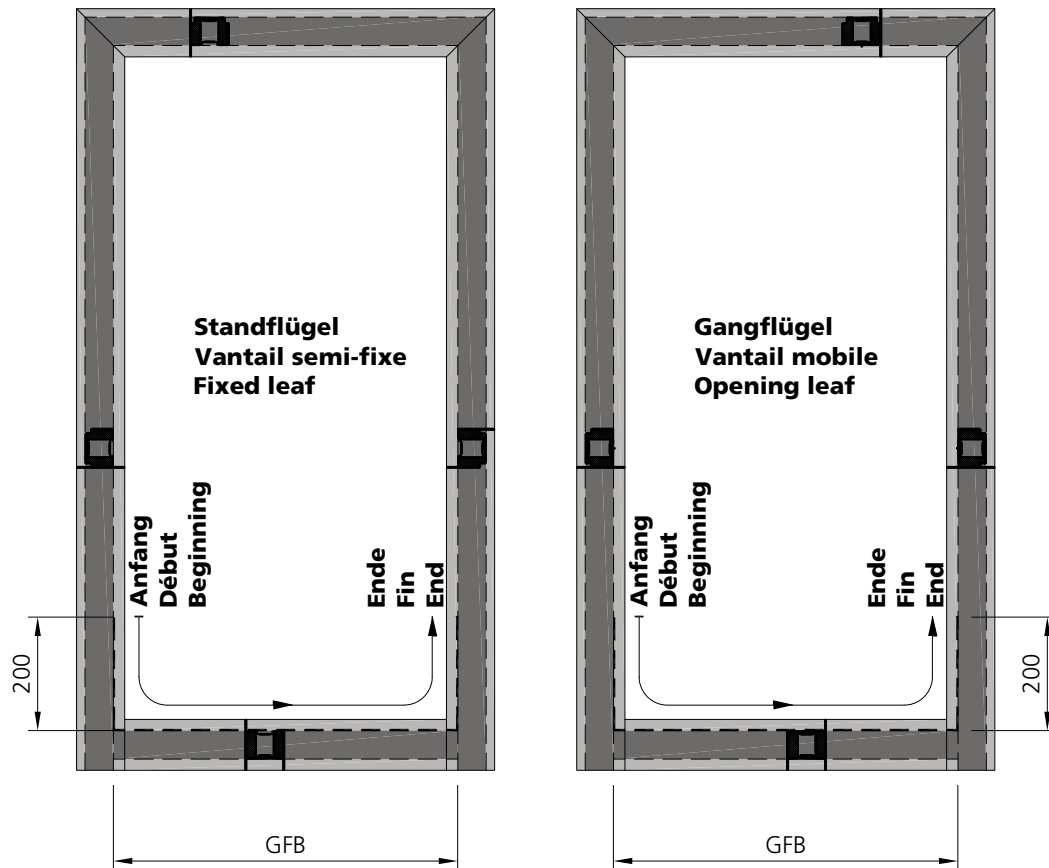 Standflügel
Vantail semi-fixe
Fixed leaf
Anfang
Début
Beginning
Ende
Fin
End
200
GFB
Gangflügel
Vantail mobile
Opening leaf
Anfang
Début
Beginning
Ende
Fin
End
200
GFB